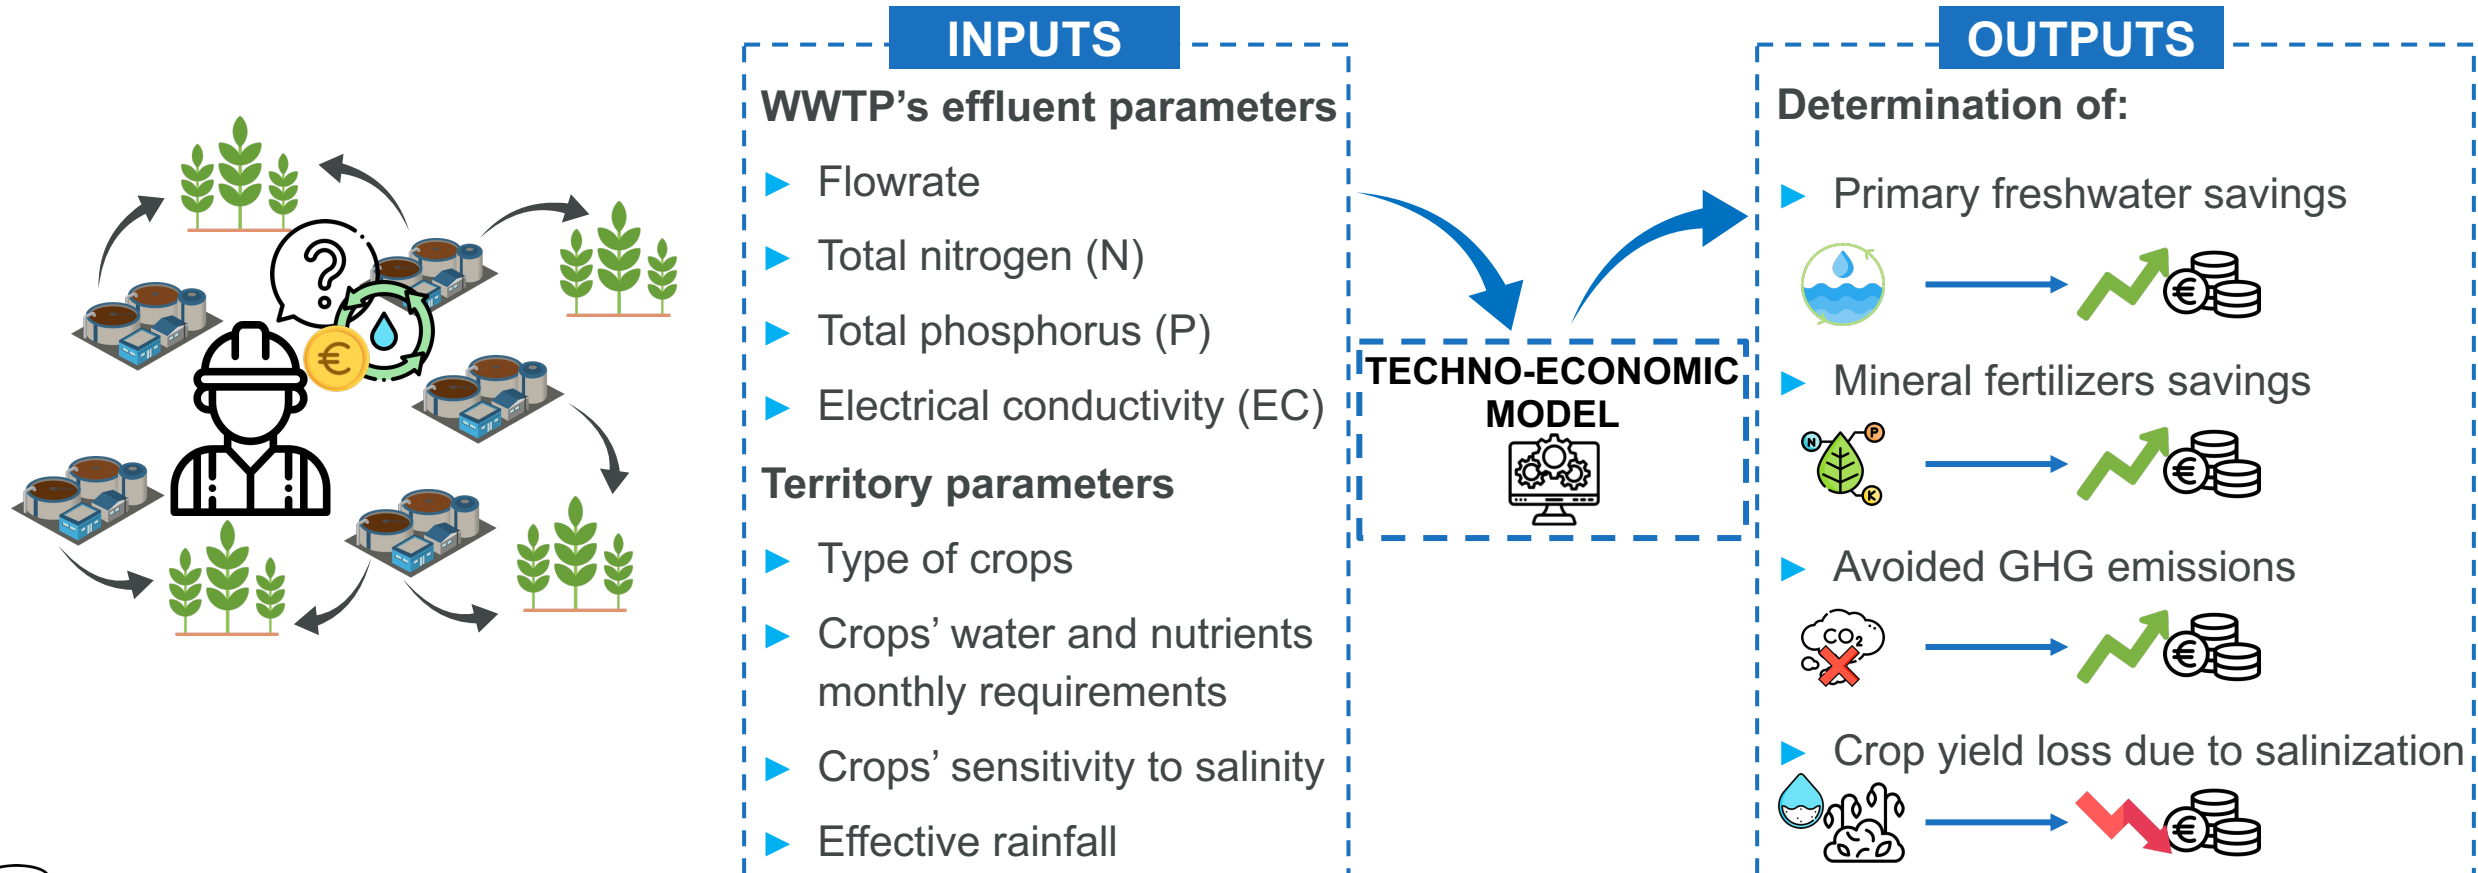 INPUTS
WWTP's effluent parameters
► Flowrate
► Total nitrogen (N)
► Total phosphorus (P)
► Electrical conductivity (EC)
Territory parameters
► Type of crops
► Crops' water and nutrients
monthly requirements
► Crops' sensitivity to salinity
► Effective rainfall
TECHNO-ECONOMIC
MODEL
OUTPUTS
Determination of:
► Primary freshwater savings
€
► Mineral fertilizers savings
N P K
€
► Avoided GHG emissions
CO2
€
► Crop yield loss due to salinization
€
?
€